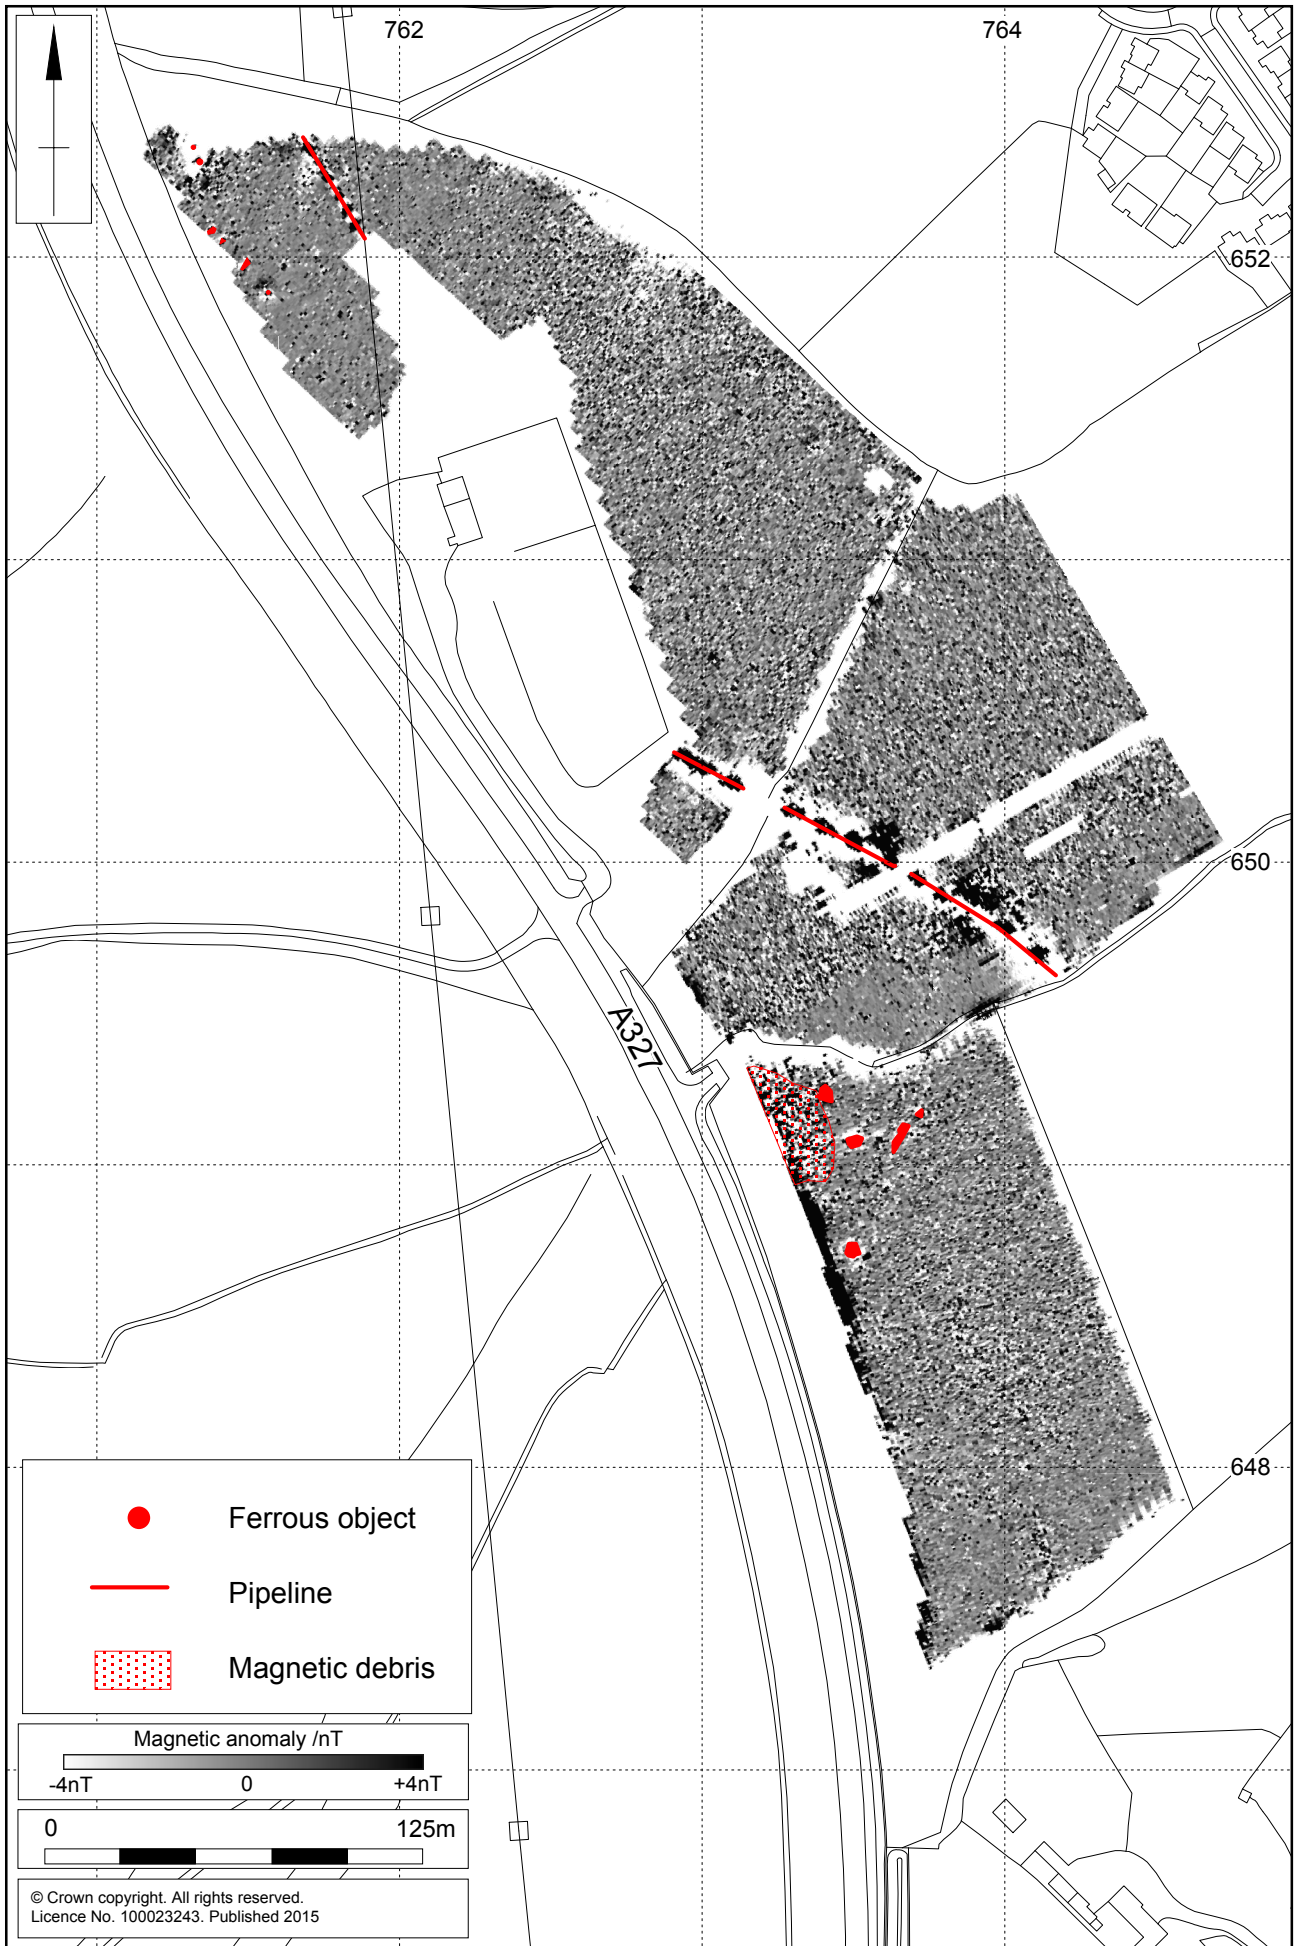 762
764
652
650
A327
648
Ferrous object
Pipeline
Magnetic debris
Magnetic anomaly /nT
-4nT 0 +4nT
0 125m
© Crown copyright. All rights reserved.
Licence No. 100023243. Published 2015